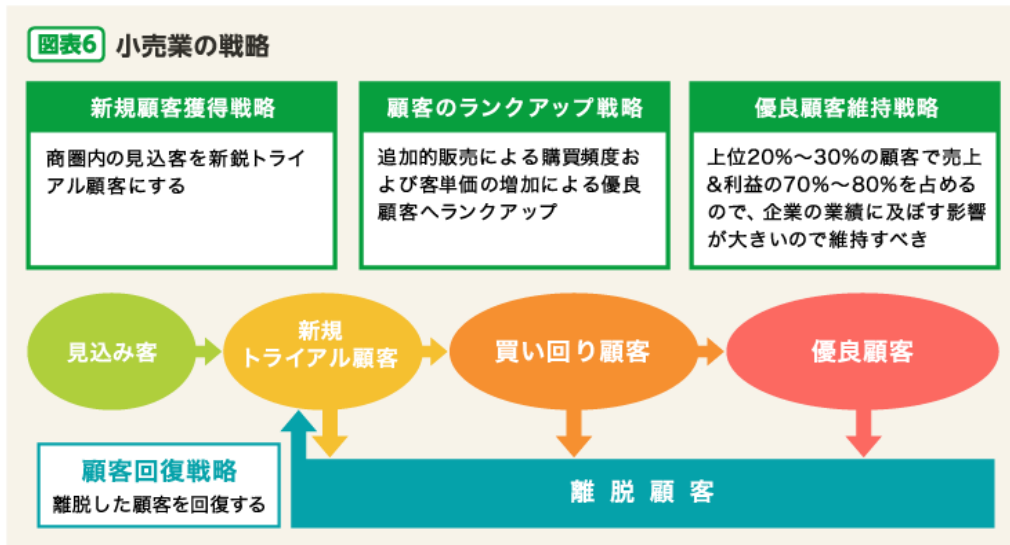 図表6 小売業の戦略
新規顧客獲得戦略
商圏内の見込客を新鋭トライ
アル顧客にする
顧客のランクアップ戦略
追加的販売による購買頻度お
よび客単価の増加による優良
顧客へランクアップ
優良顧客維持戦略
上位20%〜30%の顧客で売上
&利益の70%〜80%を占める
ので、企業の業績に及ぼす影響
が大きいので維持すべき
見込み客
新規
トライアル顧客
買い回り顧客
優良顧客
顧客回復戦略
離脱した顧客を回復する
離脱顧客